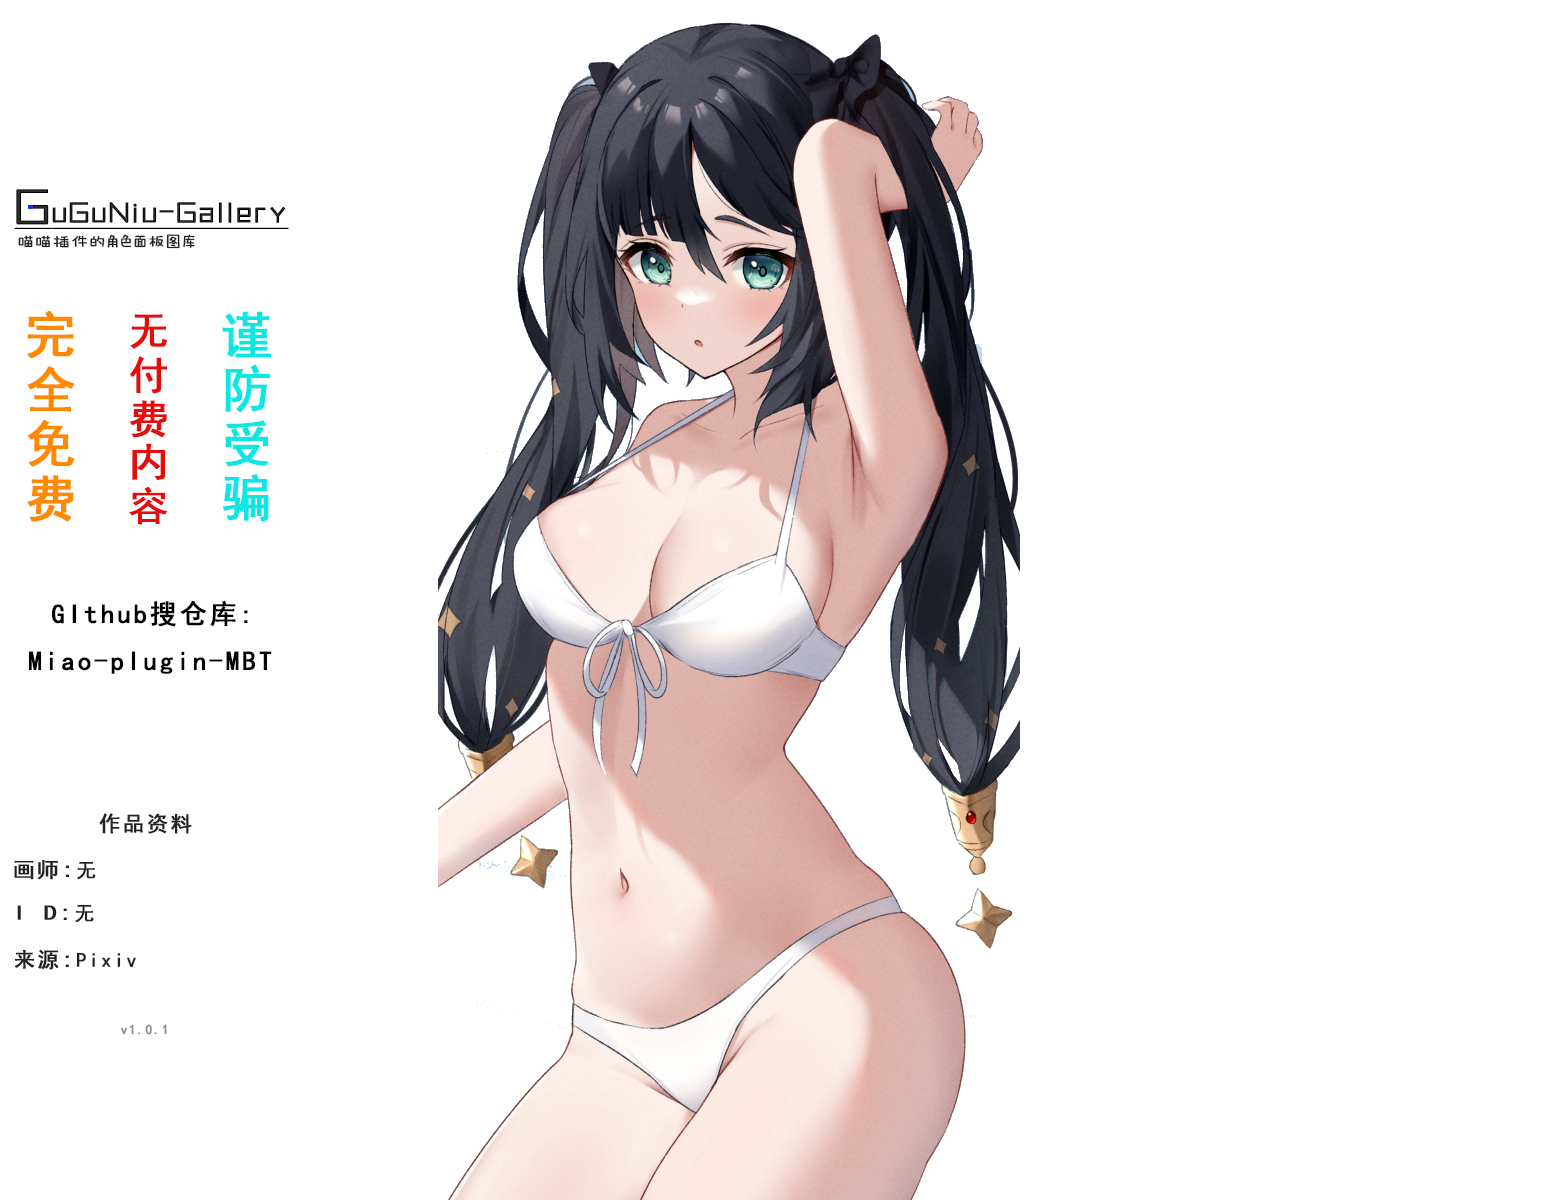 GuGuNiu-Gallery
喵喵插件的角色面板图库
完全免费
无付费内容
谨防受骗
GIthub搜仓库:
Miao-plugin-MBT
作品资料
画师:无
I D:无
来源:Pixiv
v1.0.1